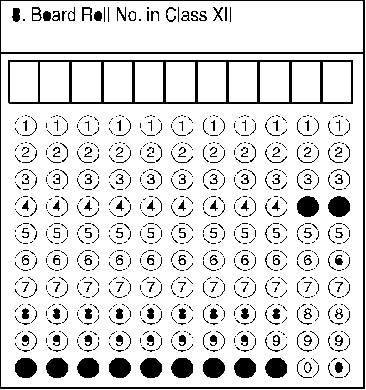 8. Board Roll No. in Class XII
1 1 1 1 1 1 1 1 1 1 1
2 2 2 2 2 2 2 2 2 2 2
3 3 3 3 3 3 3 3 3 3 3
4 4 4 4 4 4 4 4 4
5 5 5 5 5 5 5 5 5 5 5
6 6 6 6 6 6 6 6 6 6 6
7 7 7 7 7 7 7 7 7 7 7
8 8 8 8 8 8 8 8 8 8 8
9 9 9 9 9 9 9 9 9 9 9
0 0